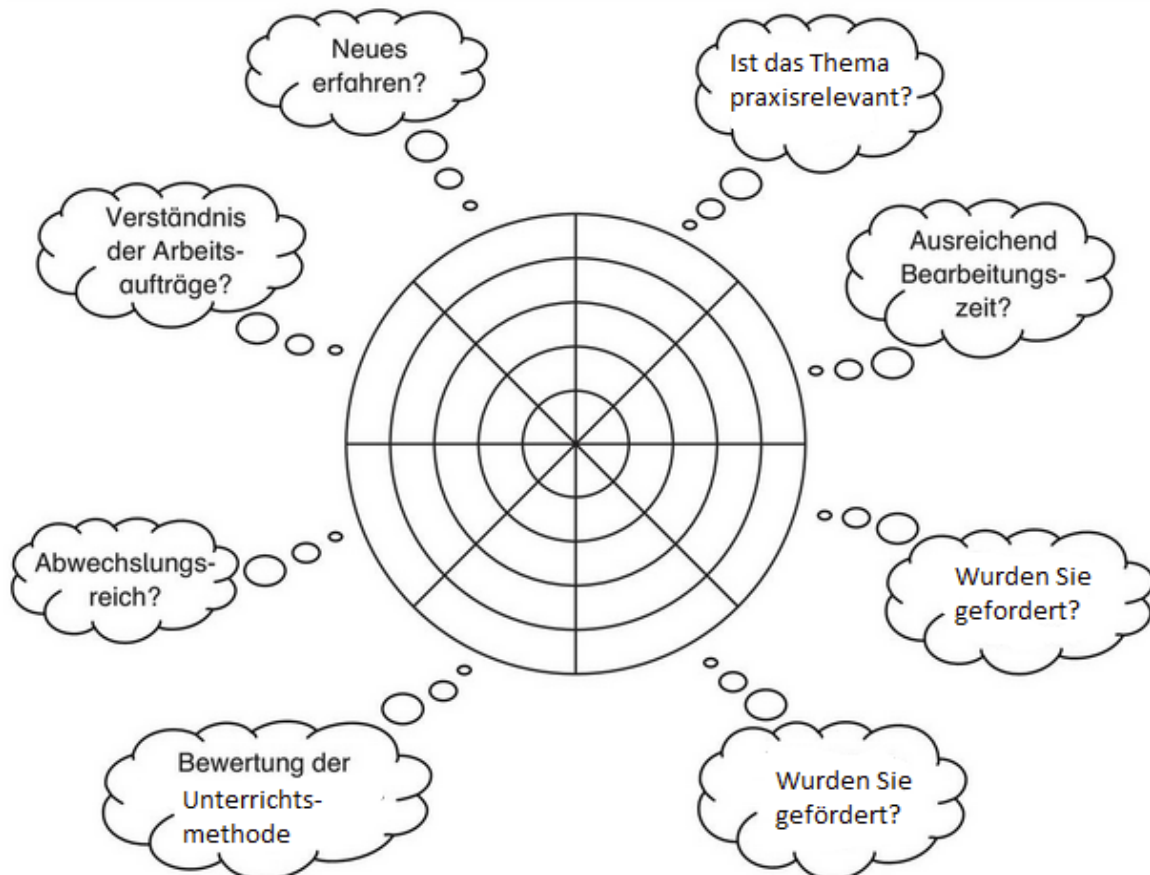 Neues
erfahren?
Ist das Thema
praxisrelevant?
Verständnis
der Arbeits-
aufträge?
Ausreichend
Bearbeitungs-
zeit?
Abwechslungs-
reich?
Wurden Sie
gefordert?
Bewertung der
Unterrichts-
methode
Wurden Sie
gefördert?